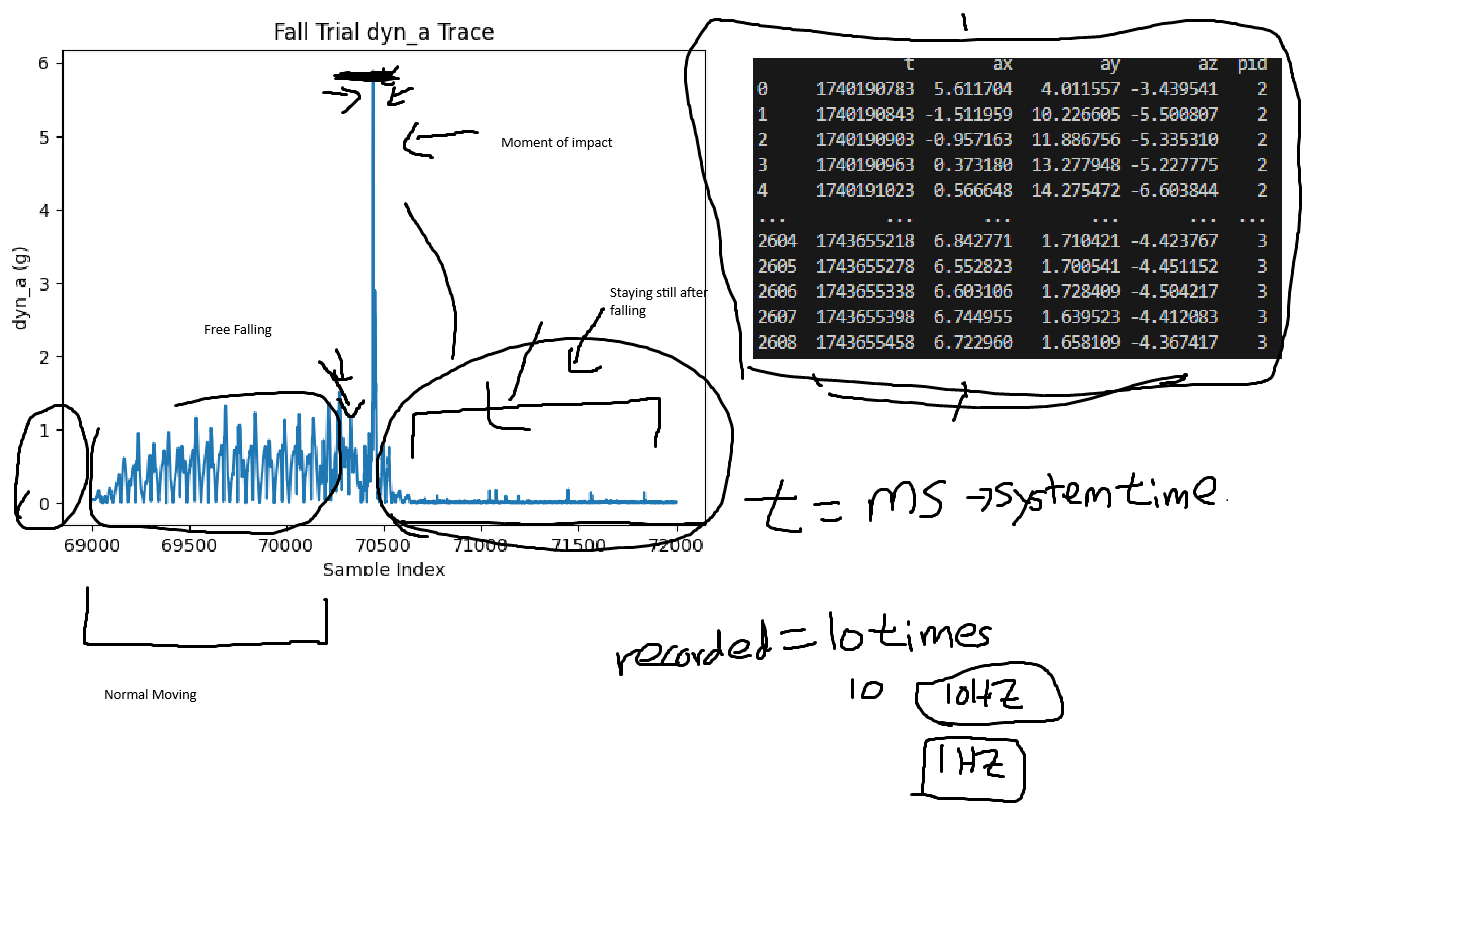 Fall Trial dyn_a Trace
6
5
4
3
2
1
0
dyn_a (g)
Moment of impact
Staying still after
falling
Free Falling
69000 69500 70000 70500 71000 71500 72000
Sample Index
Normal Moving
t ax ay az pid
0 1740190783 5.611704 4.011557 -3.439541 2
1 1740190843 -1.511959 10.226605 -5.500807 2
2 1740190903 -0.957163 11.886756 -5.335310 2
3 1740190963 0.373180 13.277948 -5.227775 2
4 1740191023 0.566648 14.275472 -6.603844 2
... ... ... ... ... ...
2604 1743655218 6.842771 1.710421 -4.423767 3
2605 1743655278 6.552823 1.700541 -4.451152 3
2606 1743655338 6.603106 1.728409 -4.504217 3
2607 1743655398 6.744955 1.639523 -4.412083 3
2608 1743655458 6.722960 1.658109 -4.367417 3
t = ms → system time
recorded = 10 times
10 10HZ
1HZ